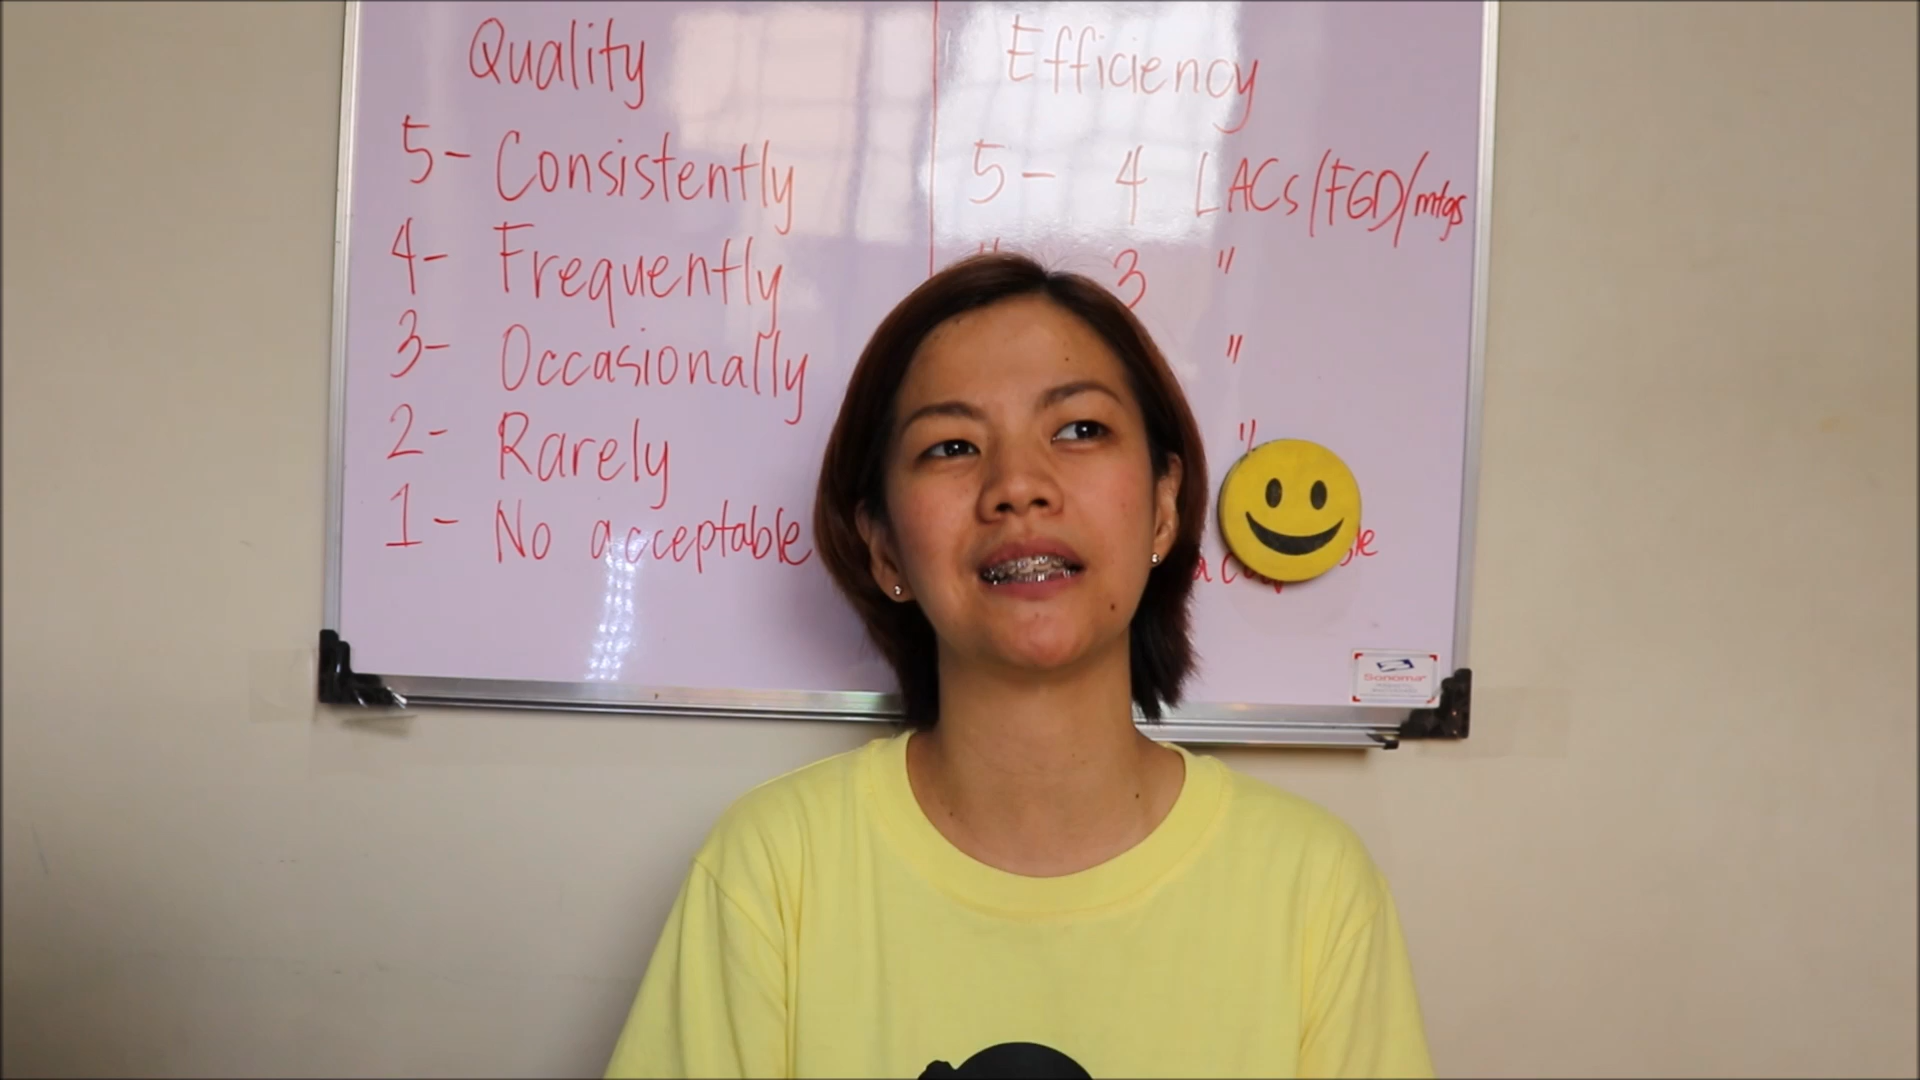 Quality
5- Consistently
4- Frequently
3- Occasionally
2- Rarely
1- No acceptable
Efficiency
5- 4 LACs/FGD/mtgs
3 "
"
"
Sonoma